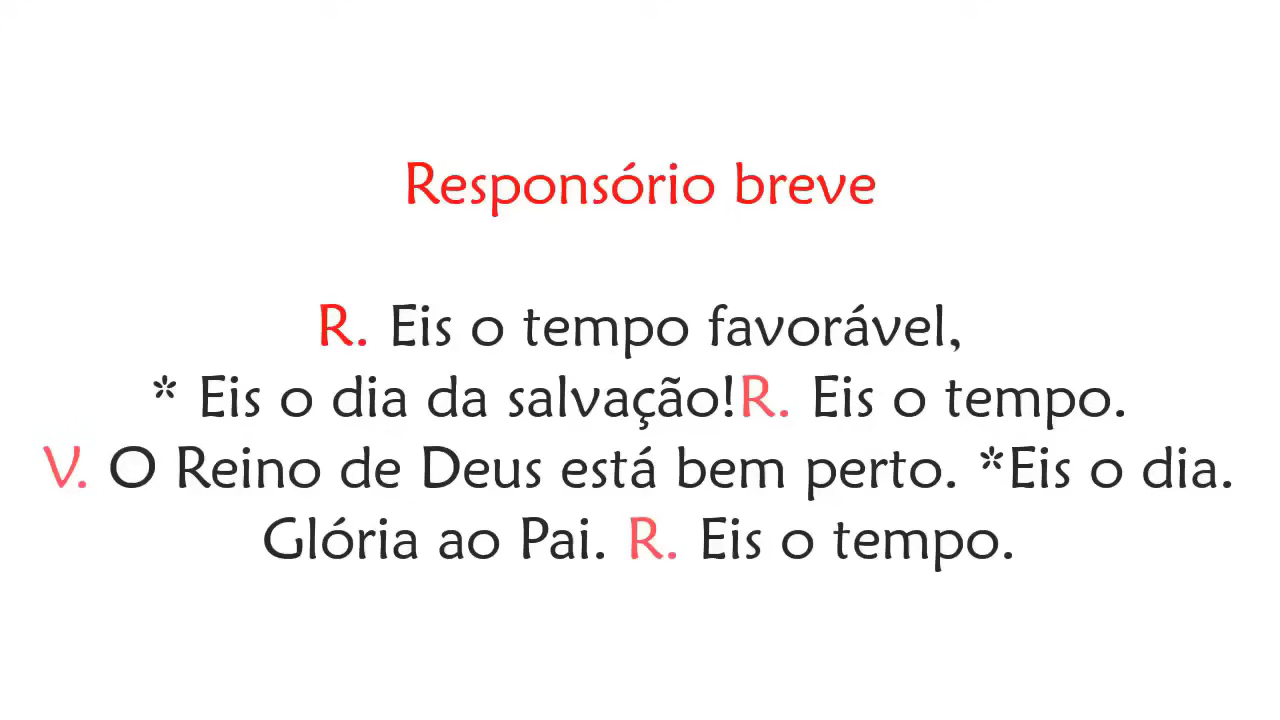 Responsório breve
R. Eis o tempo favorável,
* Eis o dia da salvação!R. Eis o tempo.
V. O Reino de Deus está bem perto. *Eis o dia.
Glória ao Pai. R. Eis o tempo.